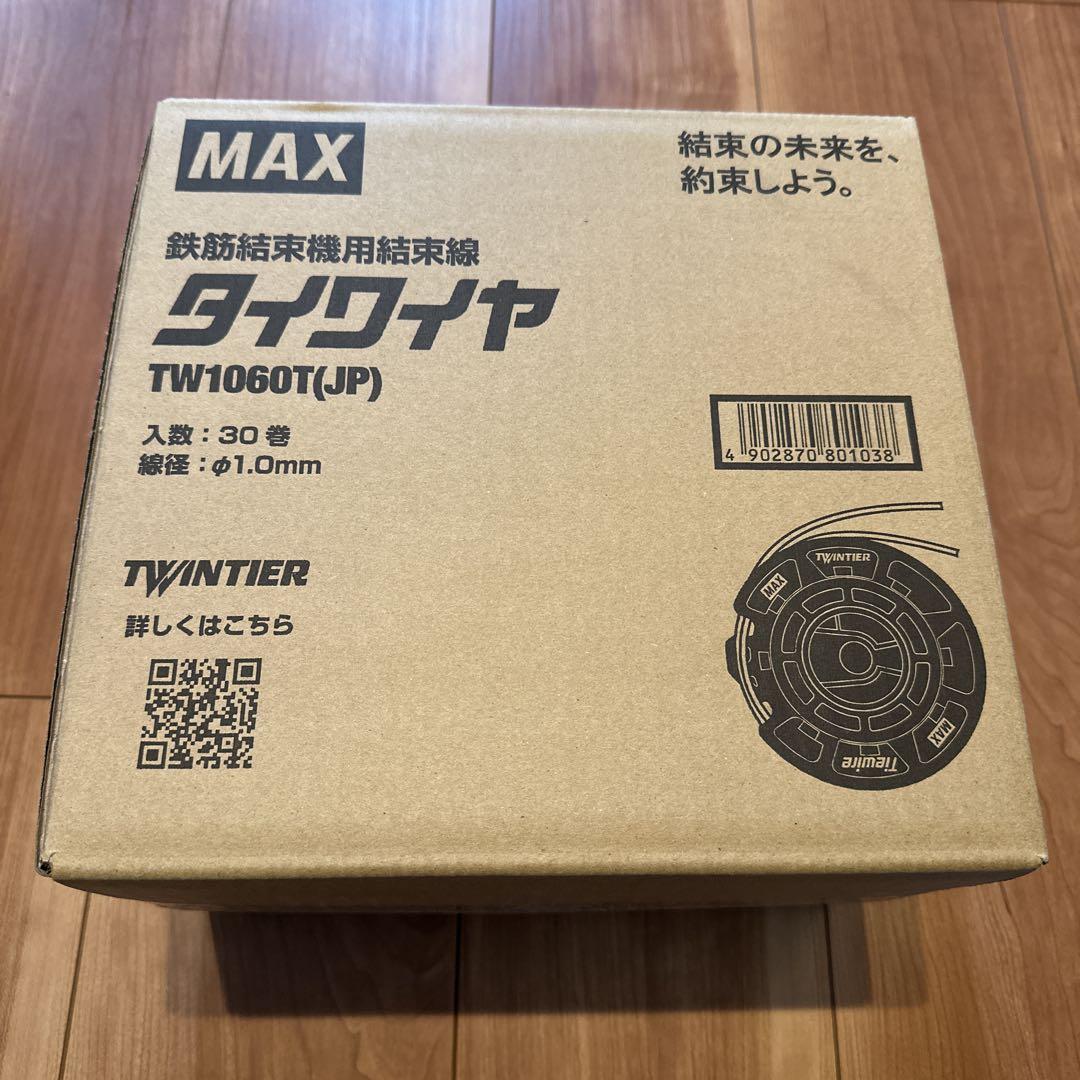 MAX
結束の未来を、
約束しよう。
鉄筋結束機用結束線
タイワイヤ
TW1060T(JP)
入数：30 巻
線径：φ1.0mm
4 902870 801038
TWINTIER
詳しくはこちら
TWINTIER
MAX
MAX
Tiewire